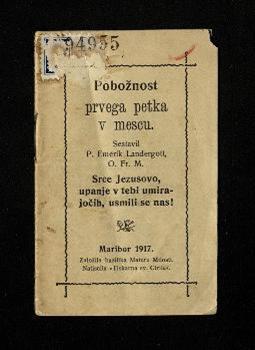 94955
Pobožnost
prvega petka
v mescu.
Sestavil
P. Emerik Landergott,
O. Fr. M.
Srce Jezusovo,
upanje v tebi umira-
jočih, usmili se nas!
Maribor 1917.
Založila bazilika Matere Milosti.
Natisnila Tiskarna sv. Cirila.